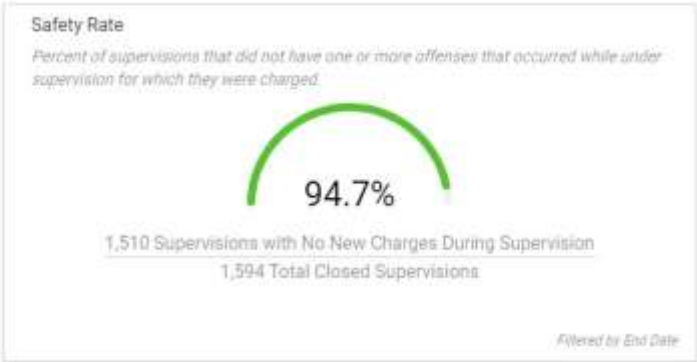 Safety Rate
Percent of supervisions that did not have one or more offenses that occurred while under
supervision for which they were charged.
94.7%
1,510 Supervisions with No New Charges During Supervision
1,594 Total Closed Supervisions
Filtered by End Date